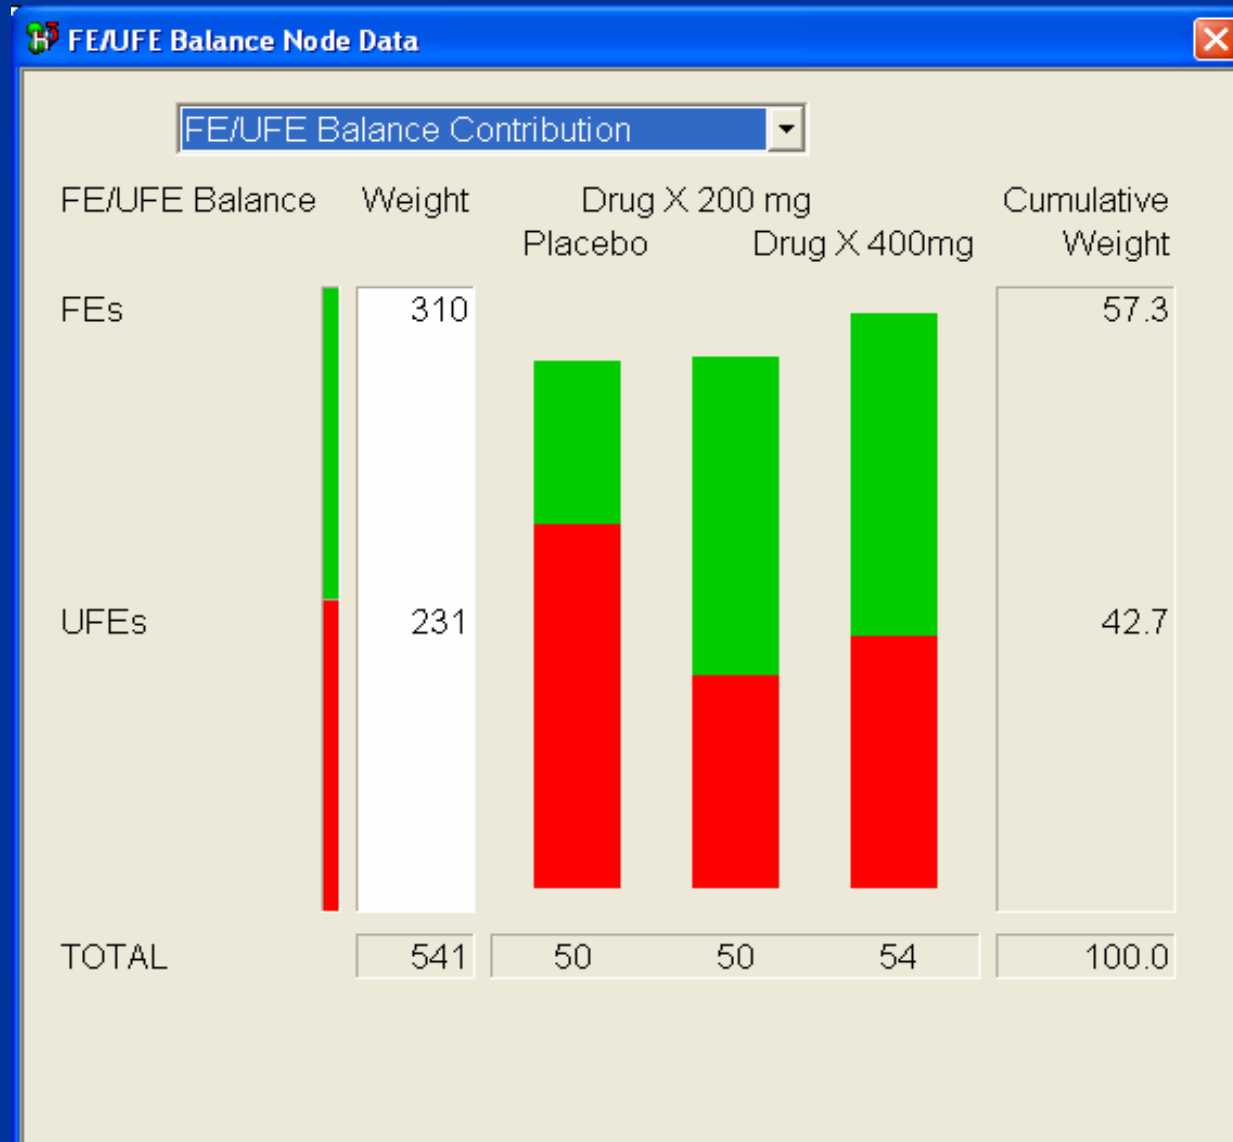 FE/UFE Balance Node Data
FE/UFE Balance Contribution
FE/UFE Balance Weight Drug X 200 mg Cumulative
Placebo Drug X 400mg Weight
FEs 310 57.3
UFEs 231 42.7
TOTAL 541 50 50 54 100.0